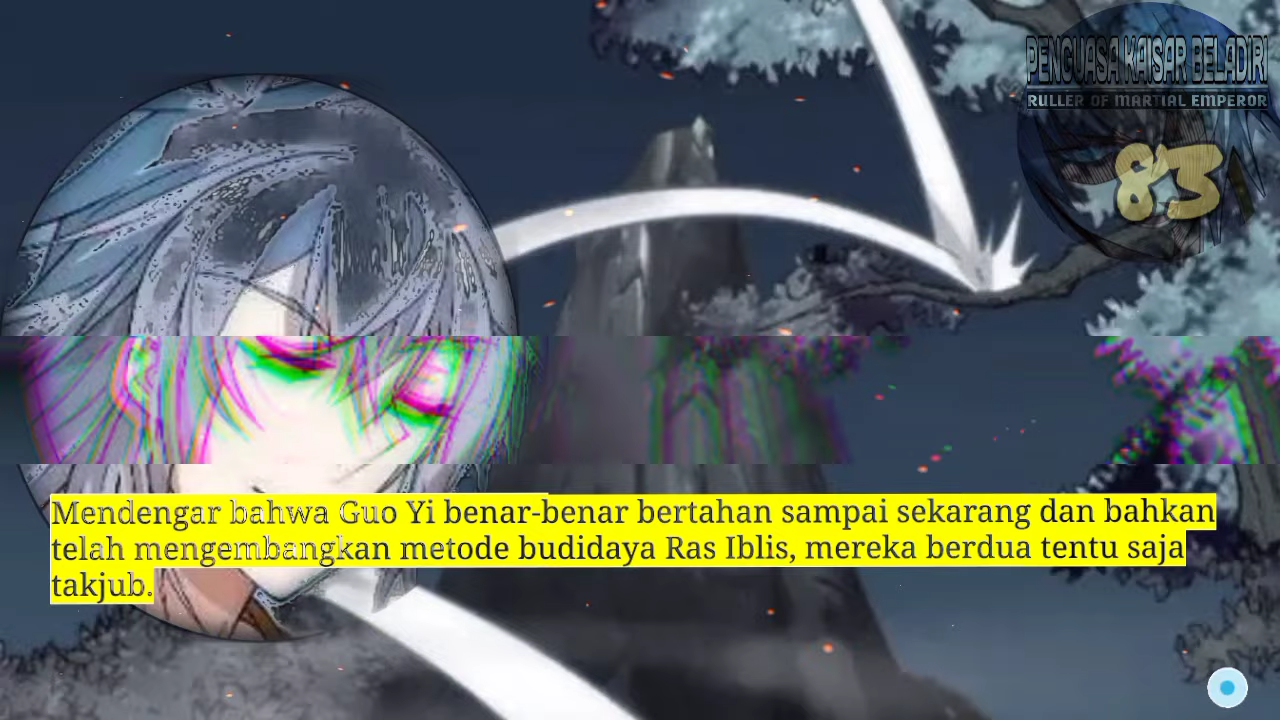 PENGUASA KAISAR BELADIRI
RULLER OF MARTIAL EMPEROR
83
Mendengar bahwa Guo Yi benar-benar bertahan sampai sekarang dan bahkan
telah mengembangkan metode budidaya Ras Iblis, mereka berdua tentu saja
takjub.